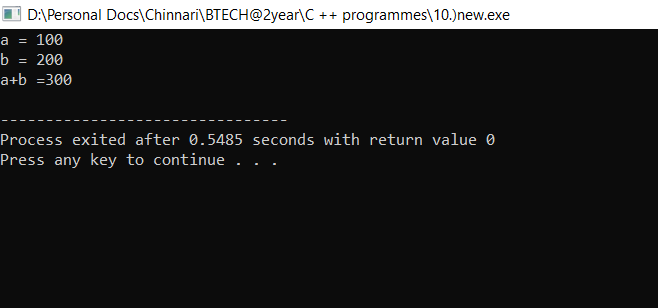 D:\Personal Docs\Chinnari\BTECH@2year\C ++ programmes\10.)new.exe
a = 100
b = 200
a+b =300
--------------------------------
Process exited after 0.5485 seconds with return value 0
Press any key to continue . . .